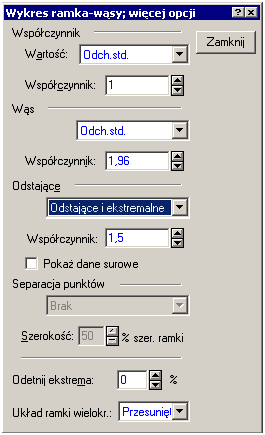 Wykres ramka-wąsy; więcej opcji
Współczynnik
Zamknij
Wartość: Odch.std.
Współczynnik: 1
Wąs
Odch.std.
Współczynnik: 1,96
Odstające
Odstające i ekstremalne
Współczynnik: 1,5
Pokaż dane surowe
Separacja punktów
Brak
Szerokość: 50 % szer. ramki
Odetnij ekstrema: 0 %
Układ ramki wielokr.: Przesunięt